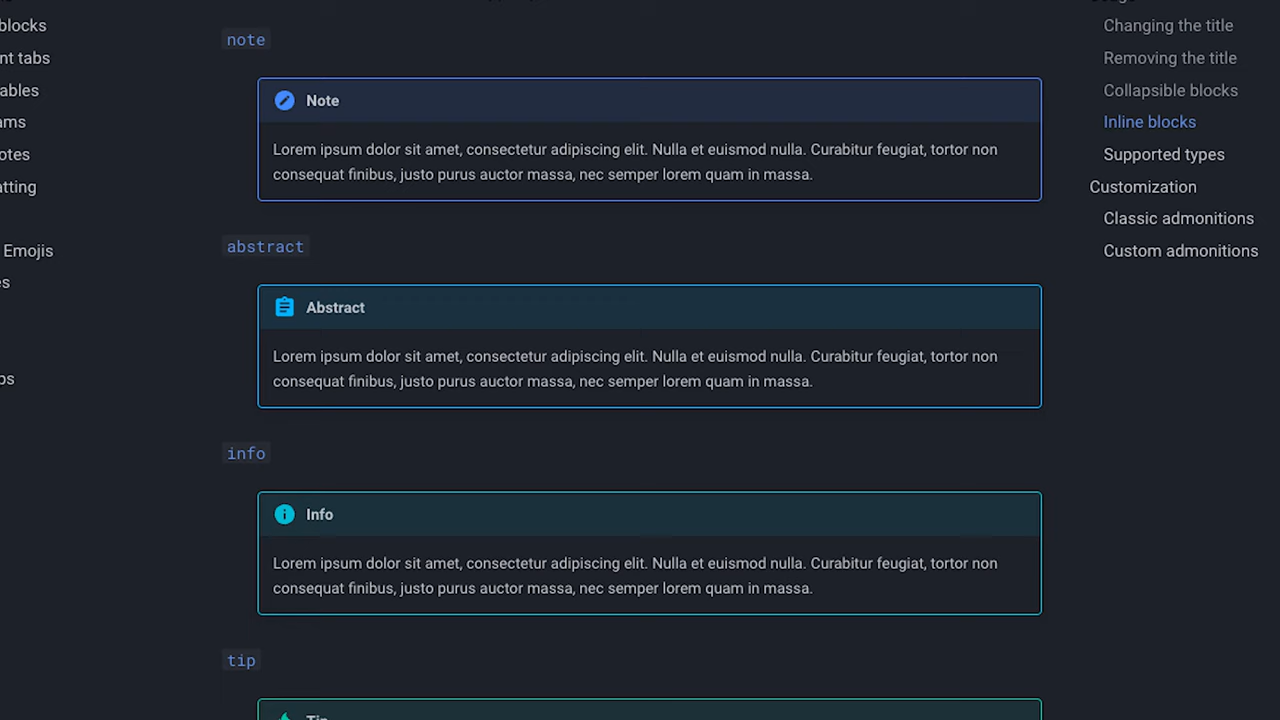 blocks
nt tabs
ables
ams
otes
atting
Emojis
es
ps
note
Note
Lorem ipsum dolor sit amet, consectetur adipiscing elit. Nulla et euismod nulla. Curabitur feugiat, tortor non
consequat finibus, justo purus auctor massa, nec semper lorem quam in massa.
abstract
Abstract
Lorem ipsum dolor sit amet, consectetur adipiscing elit. Nulla et euismod nulla. Curabitur feugiat, tortor non
consequat finibus, justo purus auctor massa, nec semper lorem quam in massa.
info
Info
Lorem ipsum dolor sit amet, consectetur adipiscing elit. Nulla et euismod nulla. Curabitur feugiat, tortor non
consequat finibus, justo purus auctor massa, nec semper lorem quam in massa.
tip
Tip
Changing the title
Removing the title
Collapsible blocks
Inline blocks
Supported types
Customization
Classic admonitions
Custom admonitions